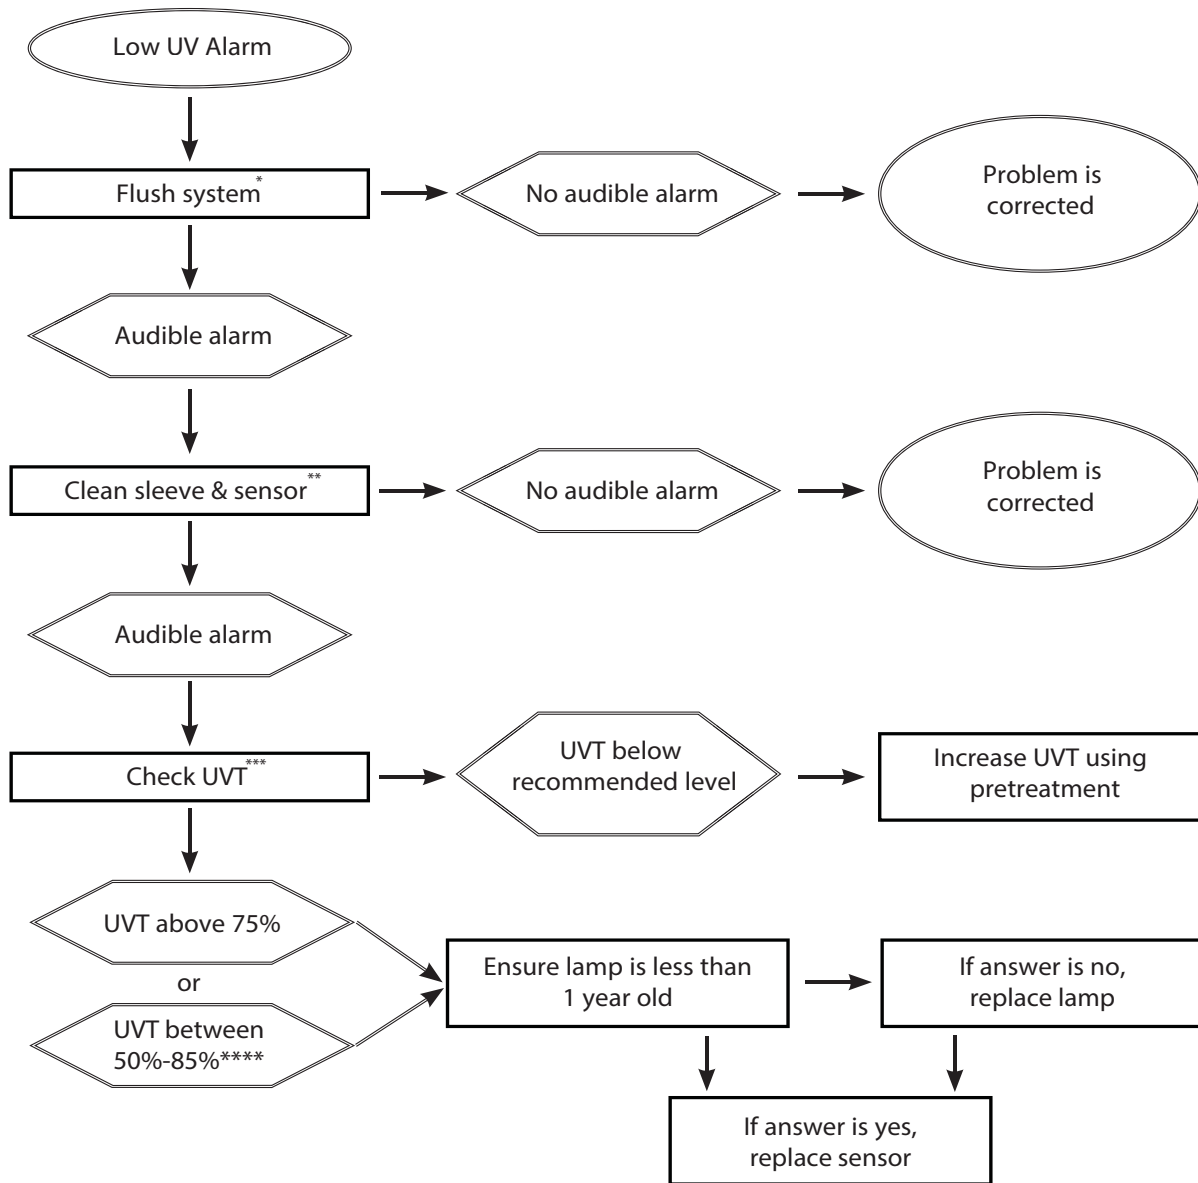 Low UV Alarm
Flush system*
No audible alarm
Problem is
corrected
Audible alarm
Clean sleeve & sensor**
No audible alarm
Problem is
corrected
Audible alarm
Check UVT***
UVT below
recommended level
Increase UVT using
pretreatment
UVT above 75%
or
UVT between
50%-85%****
Ensure lamp is less than
1 year old
If answer is no,
replace lamp
If answer is yes,
replace sensor